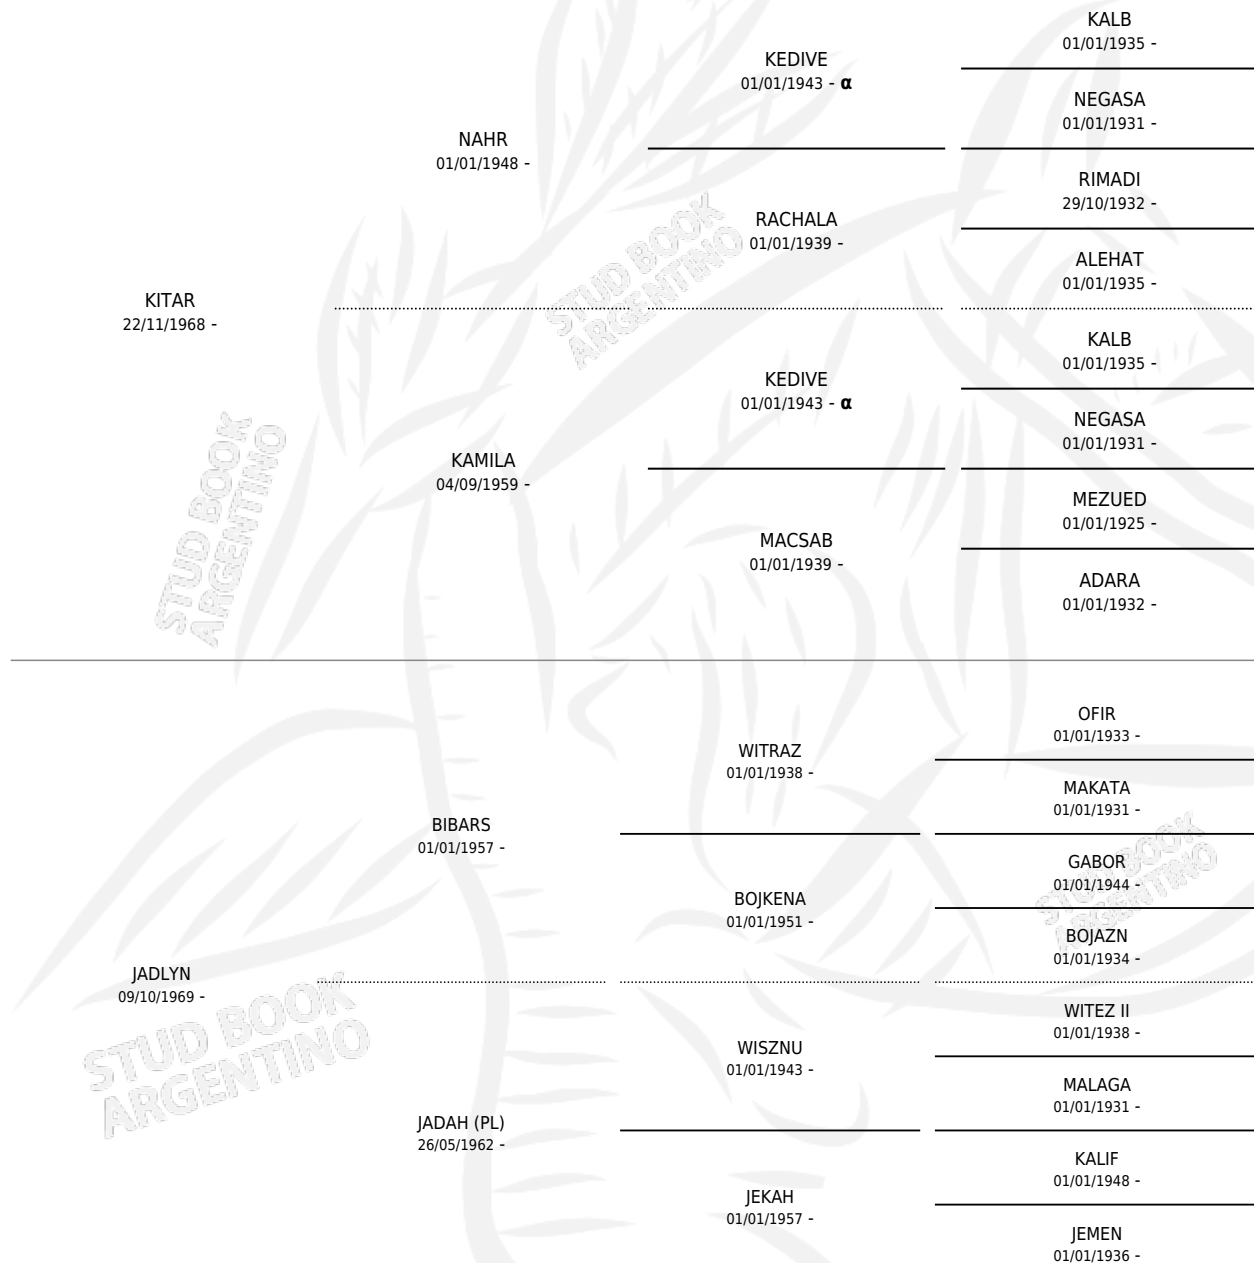 KALB
01/01/1935 -
KEDIVE
01/01/1943 - α
NEGASA
01/01/1931 -
NAHR
01/01/1948 -
RIMADI
29/10/1932 -
RACHALA
01/01/1939 -
ALEHAT
01/01/1935 -
KITAR
22/11/1968 -
KALB
01/01/1935 -
KEDIVE
01/01/1943 - α
NEGASA
01/01/1931 -
KAMILA
04/09/1959 -
MEZUED
01/01/1925 -
MACSAB
01/01/1939 -
ADARA
01/01/1932 -
OFIR
01/01/1933 -
WITRAZ
01/01/1938 -
MAKATA
01/01/1931 -
BIBARS
01/01/1957 -
GABOR
01/01/1944 -
BOJKENA
01/01/1951 -
BOJAZN
01/01/1934 -
JADLYN
09/10/1969 -
WITEZ II
01/01/1938 -
WISZNU
01/01/1943 -
MALAGA
01/01/1931 -
JADAH (PL)
26/05/1962 -
KALIF
01/01/1948 -
JEKAH
01/01/1957 -
JEMEN
01/01/1936 -
STUD BOOK
ARGENTINO
STUD BOOK
ARGENTINO
STUD BOOK
ARGENTINO
STUD BOOK
ARGENTINO